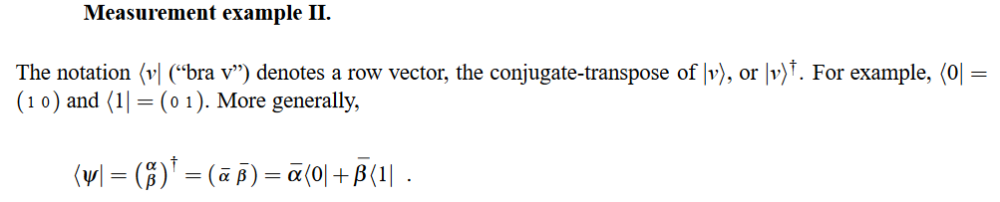 Measurement example II.
The notation ⟨v| (“bra v”) denotes a row vector, the conjugate-transpose of |v⟩, or |v⟩†. For example, ⟨0| =
(1 0) and ⟨1| = (0 1). More generally,
⟨ψ| = (α β)† = (ᾱ β̄) = ᾱ⟨0| + β̄⟨1| .